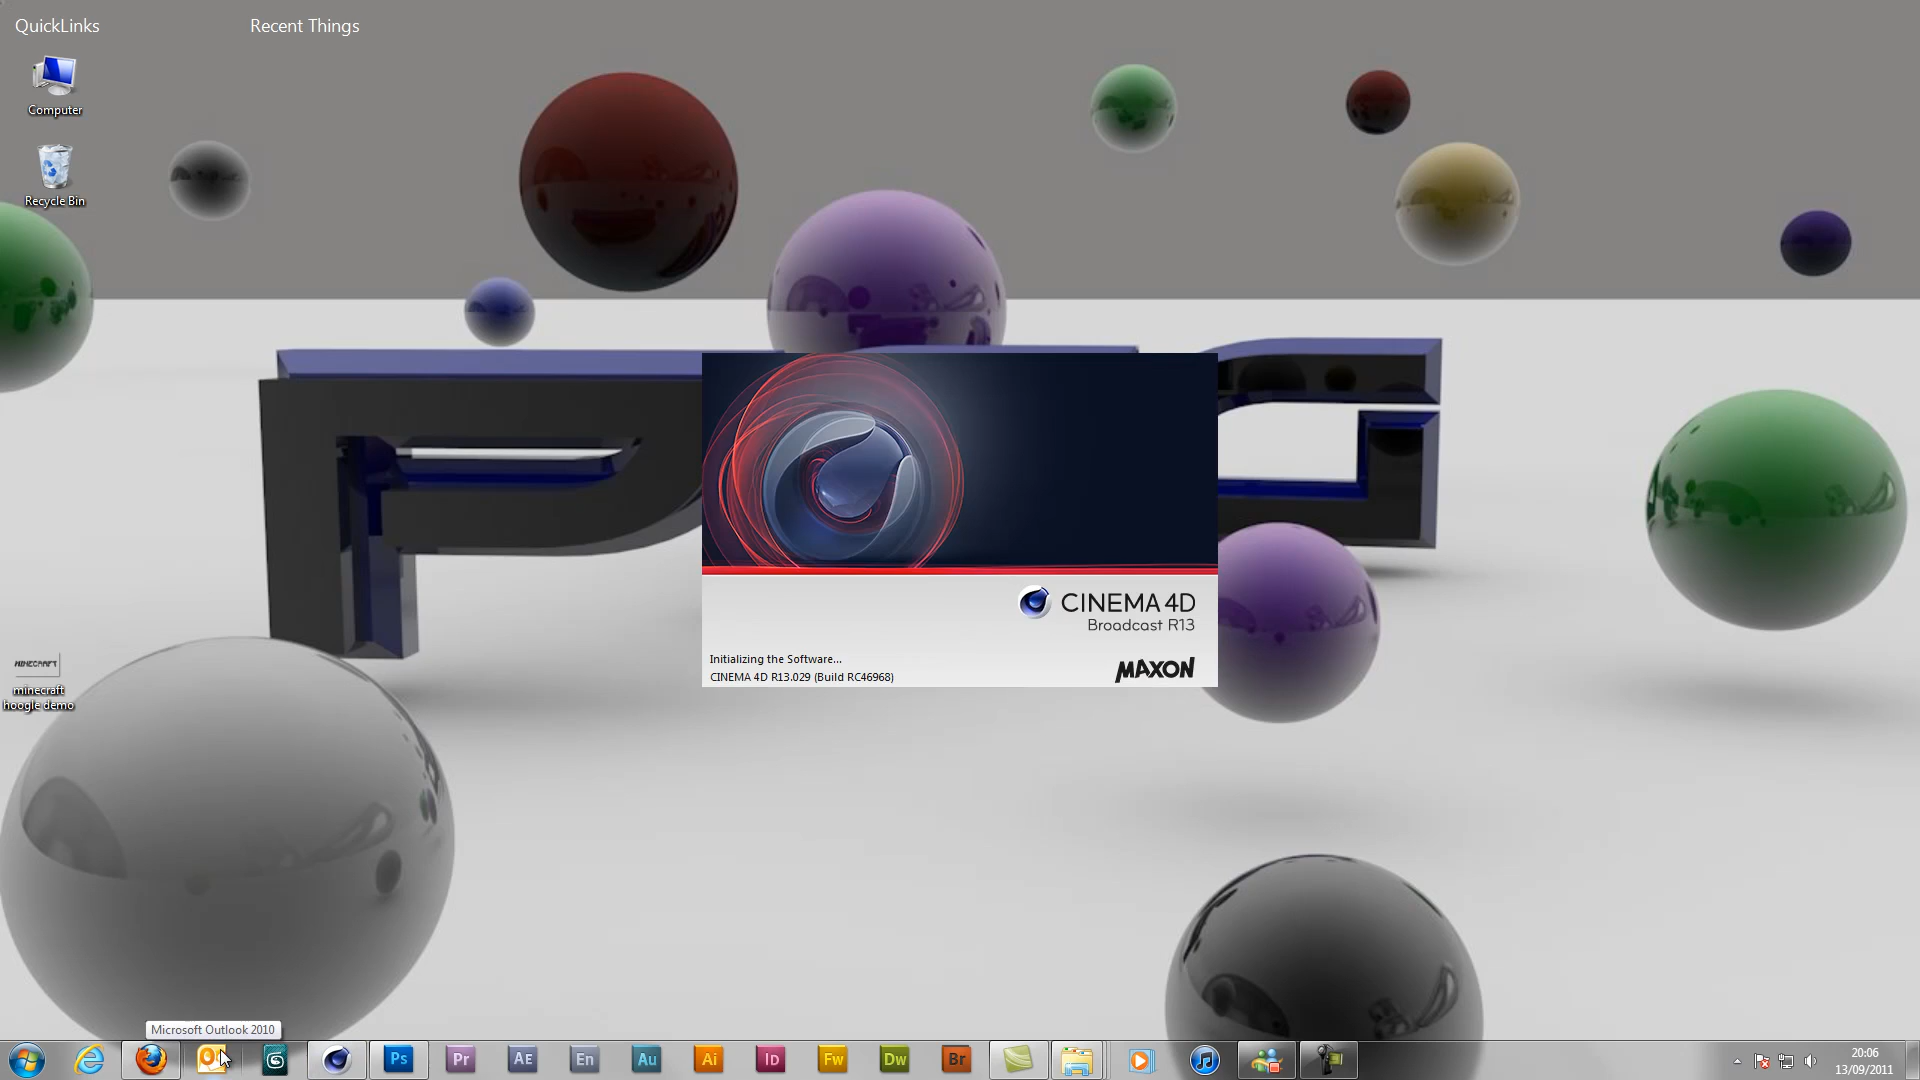 QuickLinks
Recent Things
Computer
Recycle Bin
CINEMA 4D
Broadcast R13
Initializing the Software...
CINEMA 4D R13.029 (Build RC46968)
MAXON
MINECRAFT
minecraft
hoogle demo
Microsoft Outlook 2010
Ps
Pr
AE
En
Au
Ai
Id
Fw
Dw
Br
20:06
13/09/2011